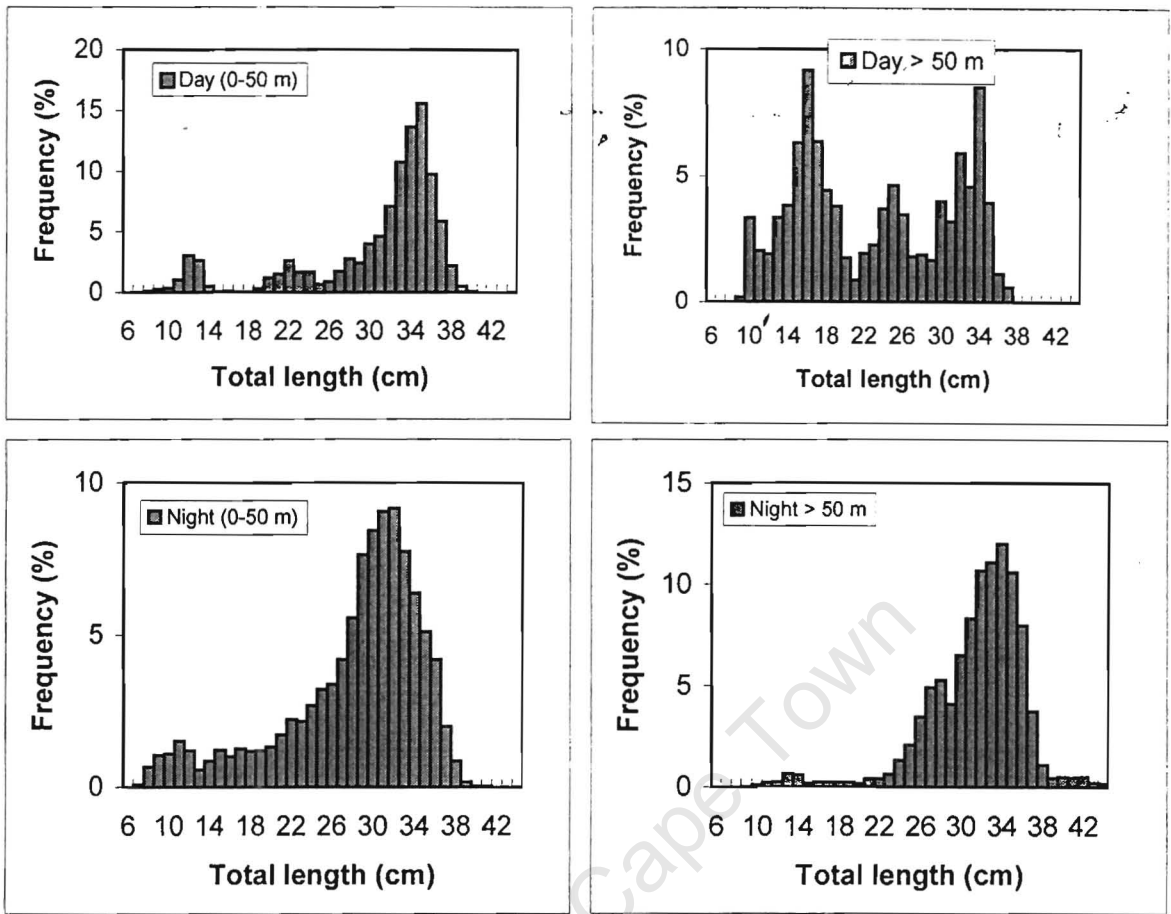 20
15
10
5
0
Frequency (%)
Day (0-50 m)
6 10 14 18 22 26 30 34 38 42
Total length (cm)
10
5
0
Frequency (%)
Day > 50 m
6 10 14 18 22 26 30 34 38 42
Total length (cm)
10
5
0
Frequency (%)
Night (0-50 m)
6 10 14 18 22 26 30 34 38 42
Total length (cm)
15
10
5
0
Frequency (%)
Night > 50 m
6 10 14 18 22 26 30 34 38 42
Total length (cm)
Cape Town